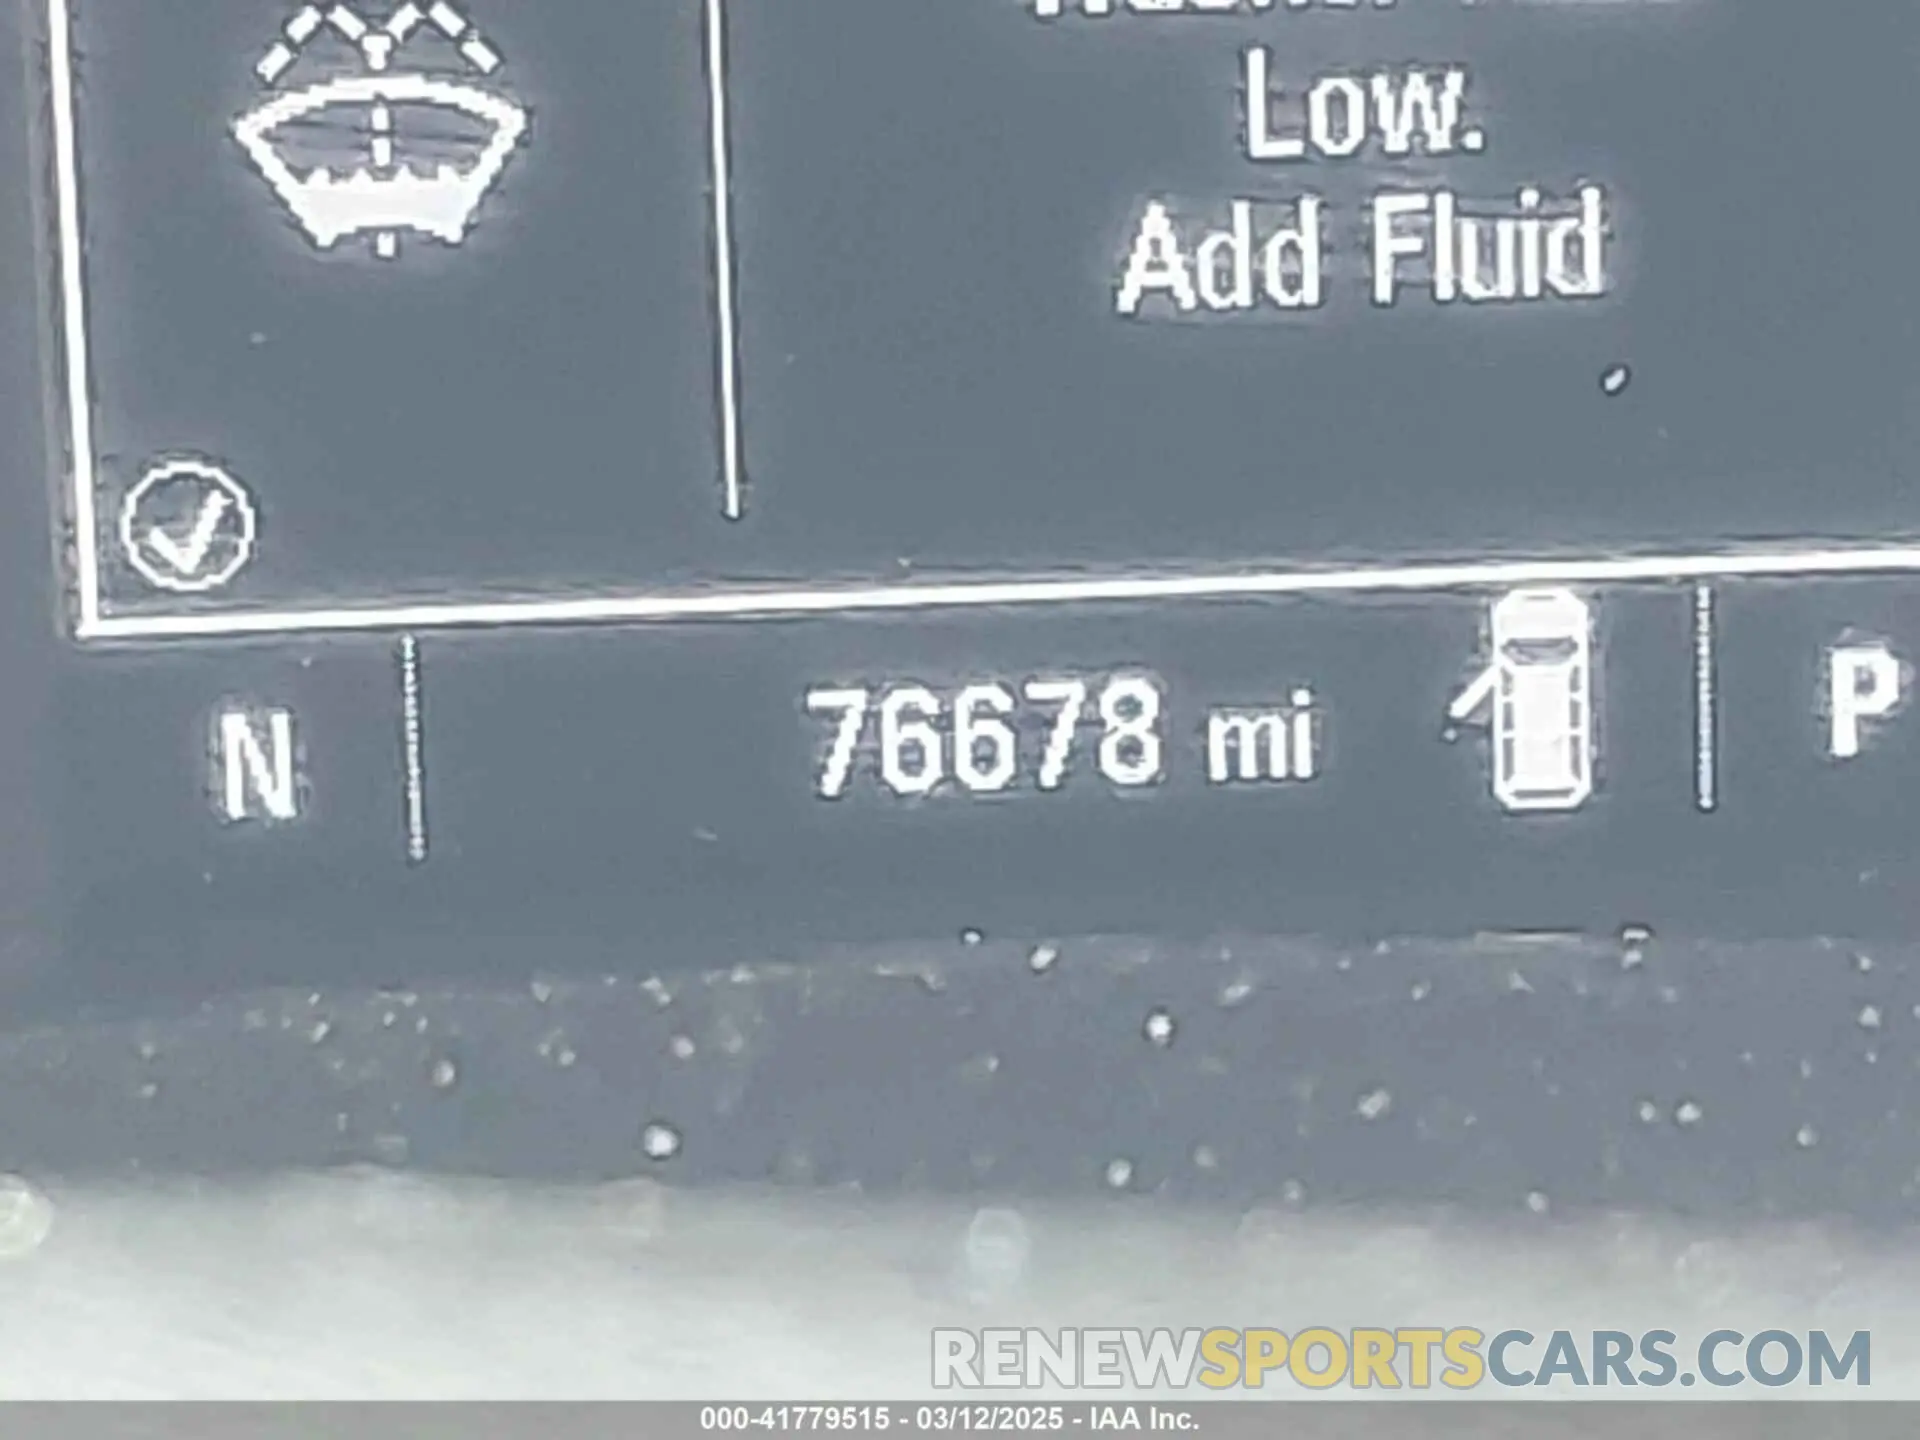 Low.
Add Fluid
N 76678 mi P
RENEWSPORTSCARS.COM
000-41779515 - 03/12/2025 - IAA Inc.